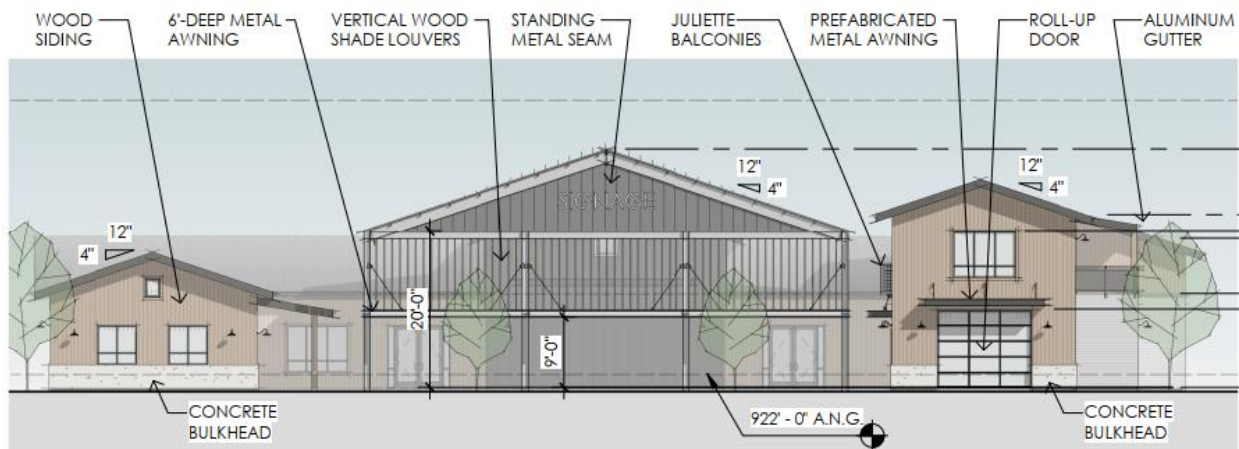 WOOD
SIDING
6'-DEEP METAL
AWNING
VERTICAL WOOD
SHADE LOUVERS
STANDING
METAL SEAM
JULIETTE
BALCONIES
PREFABRICATED
METAL AWNING
ROLL-UP
DOOR
ALUMINUM
GUTTER
12"
4"
12"
4"
SIGNAGE
12"
4"
20'-0"
9'-0"
CONCRETE
BULKHEAD
922' - 0" A.N.G.
CONCRETE
BULKHEAD